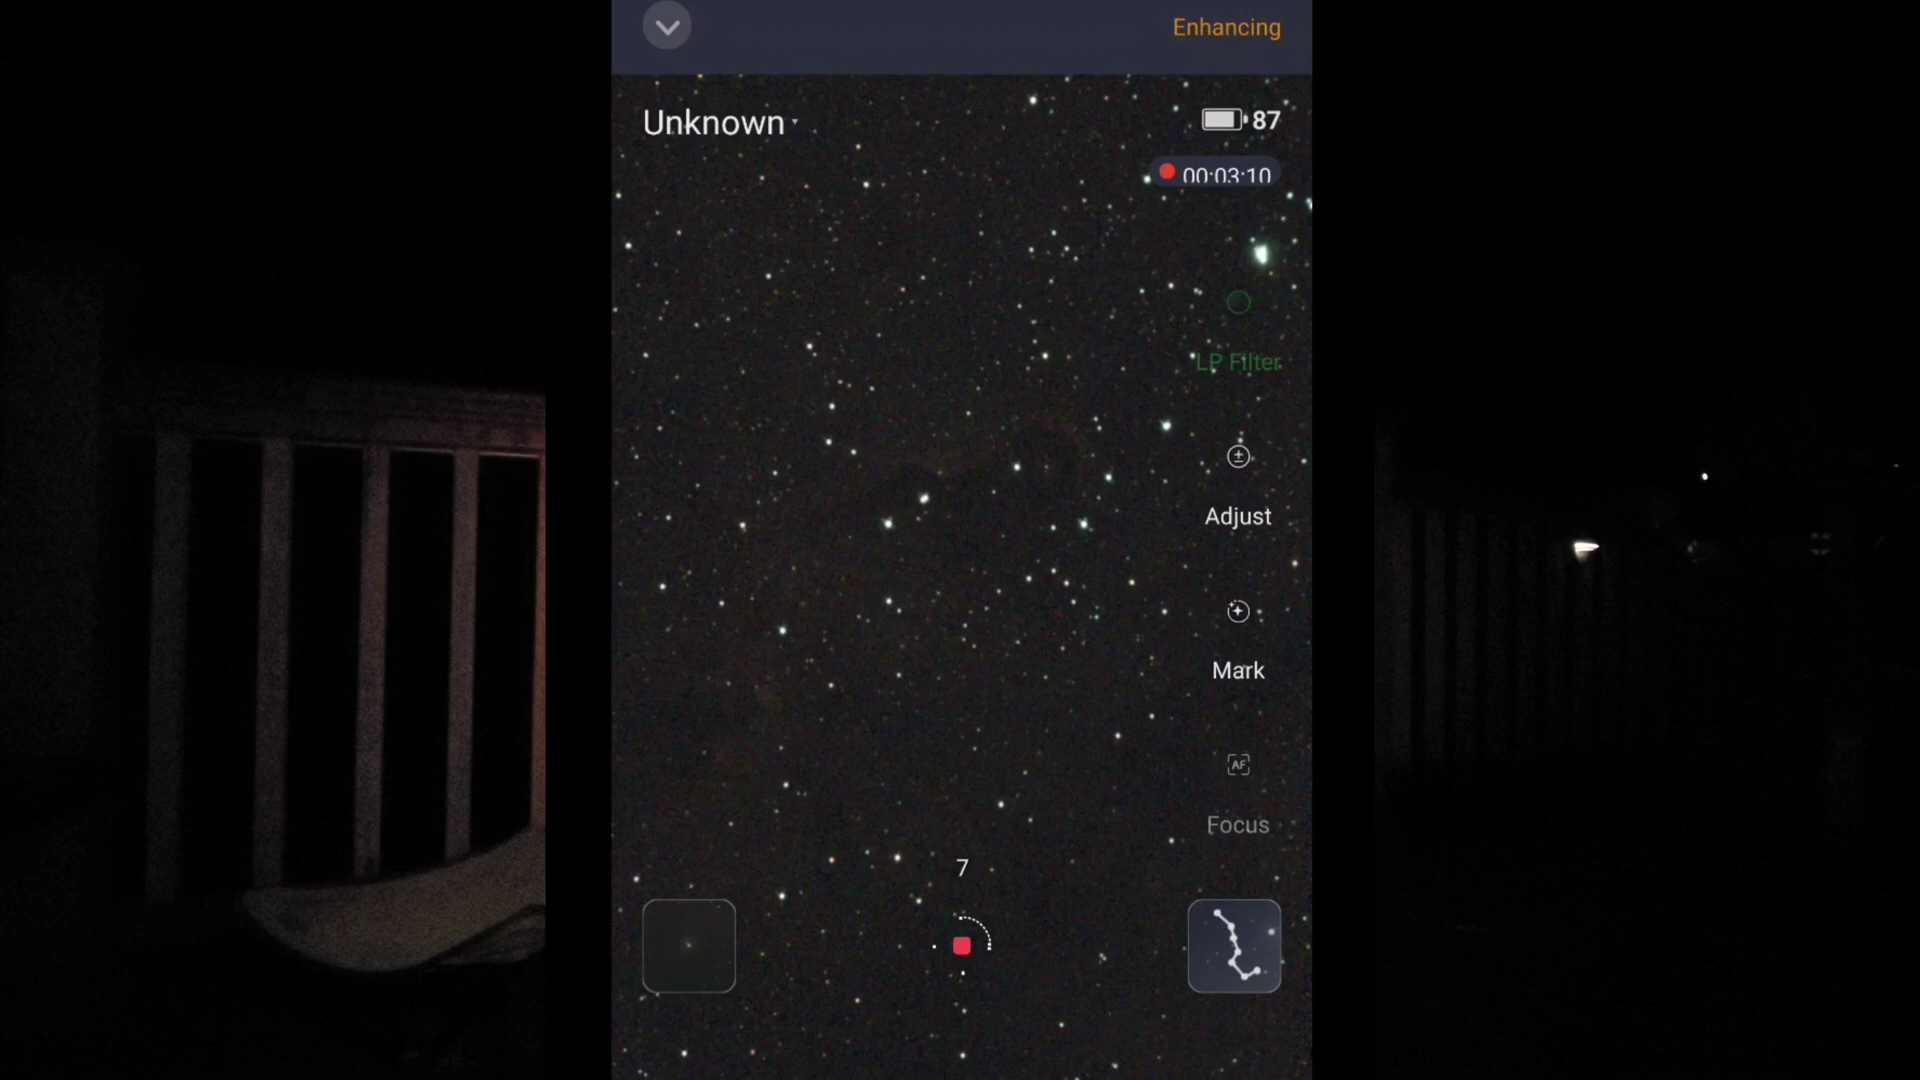 Enhancing
Unknown
87
00:03:10
LP Filter
Adjust
Mark
AF
Focus
7